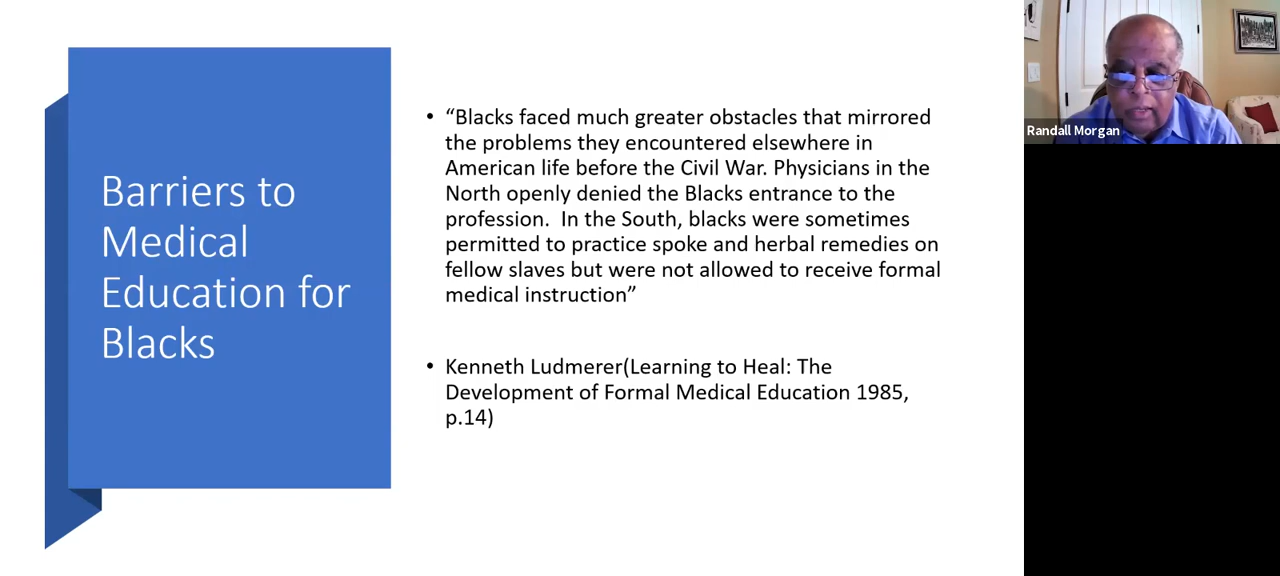 Barriers to
Medical
Education for
Blacks
• “Blacks faced much greater obstacles that mirrored
the problems they encountered elsewhere in
American life before the Civil War. Physicians in the
North openly denied the Blacks entrance to the
profession.  In the South, blacks were sometimes
permitted to practice spoke and herbal remedies on
fellow slaves but were not allowed to receive formal
medical instruction”
• Kenneth Ludmerer(Learning to Heal: The
Development of Formal Medical Education 1985,
p.14)
Randall Morgan